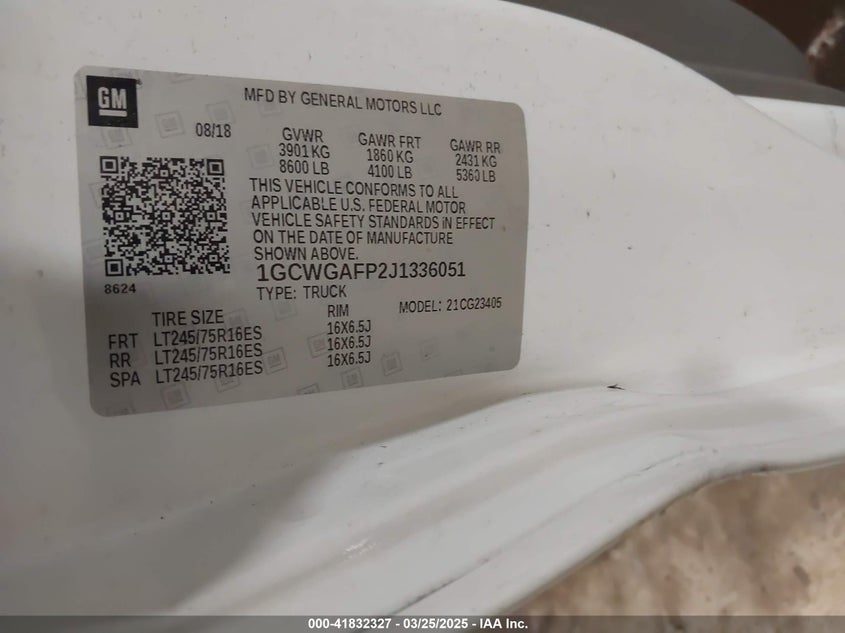 GM
MFD BY GENERAL MOTORS LLC
08/18
GVWR
3901 KG
8600 LB
GAWR FRT
1860 KG
4100 LB
GAWR RR
2431 KG
5360 LB
THIS VEHICLE CONFORMS TO ALL
APPLICABLE U.S. FEDERAL MOTOR
VEHICLE SAFETY STANDARDS IN EFFECT
ON THE DATE OF MANUFACTURE
SHOWN ABOVE.
8624
1GCWGAFP2J1336051
TYPE: TRUCK
MODEL: 21CG23405
TIRE SIZE RIM
FRT LT245/75R16ES 16X6.5J
RR LT245/75R16ES 16X6.5J
SPA LT245/75R16ES 16X6.5J
000-41832327 - 03/25/2025 - IAA Inc.